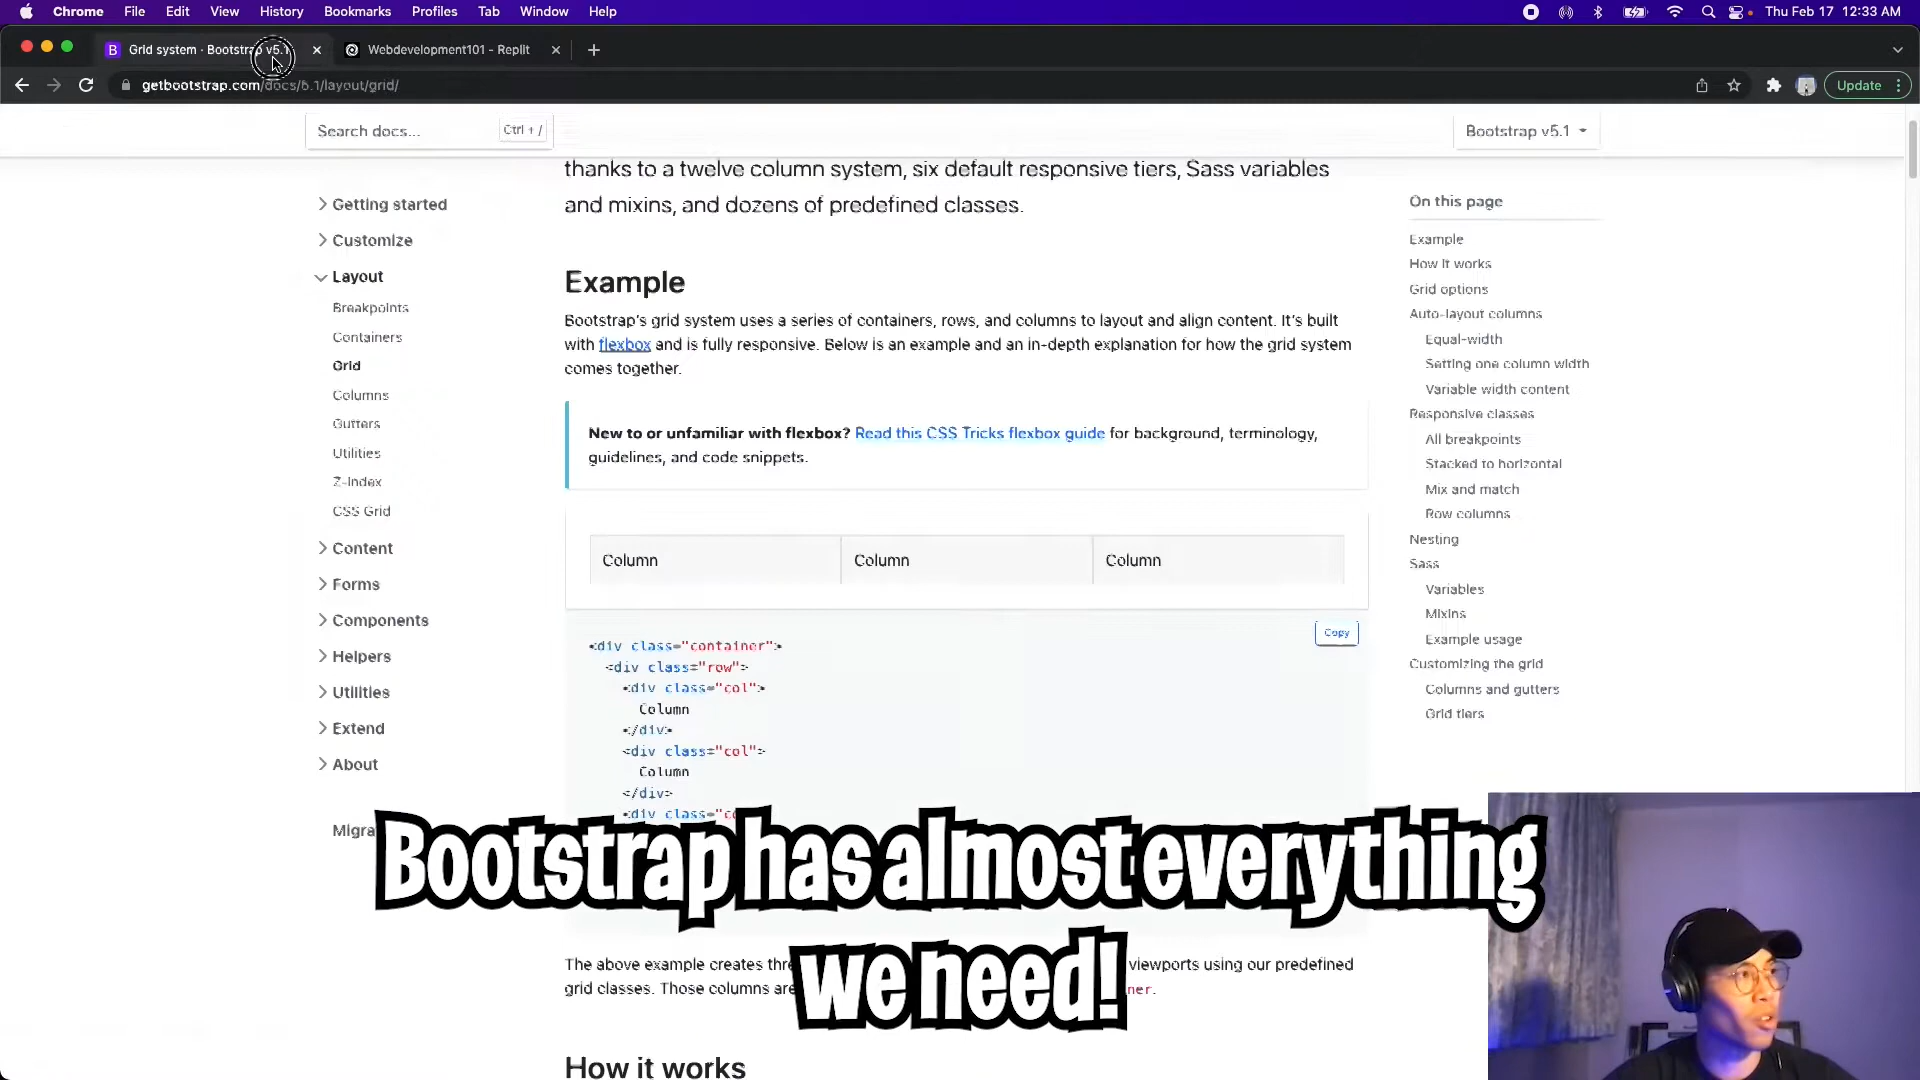 Chrome File Edit View History Bookmarks Profiles Tab Window Help Thu Feb 17 12:33 AM
Grid system · Bootstrap v5.1 Webdevelopment101 - Replit
getbootstrap.com/docs/5.1/layout/grid/ Update
Search docs... Ctrl + / Bootstrap v5.1
Getting started
Customize
Layout
Breakpoints
Containers
Grid
Columns
Gutters
Utilities
Z-index
CSS Grid
Content
Forms
Components
Helpers
Utilities
Extend
About
Migra
thanks to a twelve column system, six default responsive tiers, Sass variables
and mixins, and dozens of predefined classes.
Example
Bootstrap's grid system uses a series of containers, rows, and columns to layout and align content. It's built
with flexbox and is fully responsive. Below is an example and an in-depth explanation for how the grid system
comes together.
New to or unfamiliar with flexbox? Read this CSS Tricks flexbox guide for background, terminology,
guidelines, and code snippets.
Column Column Column
Copy
<div class="container">
<div class="row">
<div class="col">
Column
</div>
<div class="col">
Column
</div>
<div class="co
Bootstrap has almost everything
we need!
The above example creates thre viewports using our predefined
grid classes. Those columns are ner.
How it works
On this page
Example
How it works
Grid options
Auto-layout columns
Equal-width
Setting one column width
Variable width content
Responsive classes
All breakpoints
Stacked to horizontal
Mix and match
Row columns
Nesting
Sass
Variables
Mixins
Example usage
Customizing the grid
Columns and gutters
Grid tiers